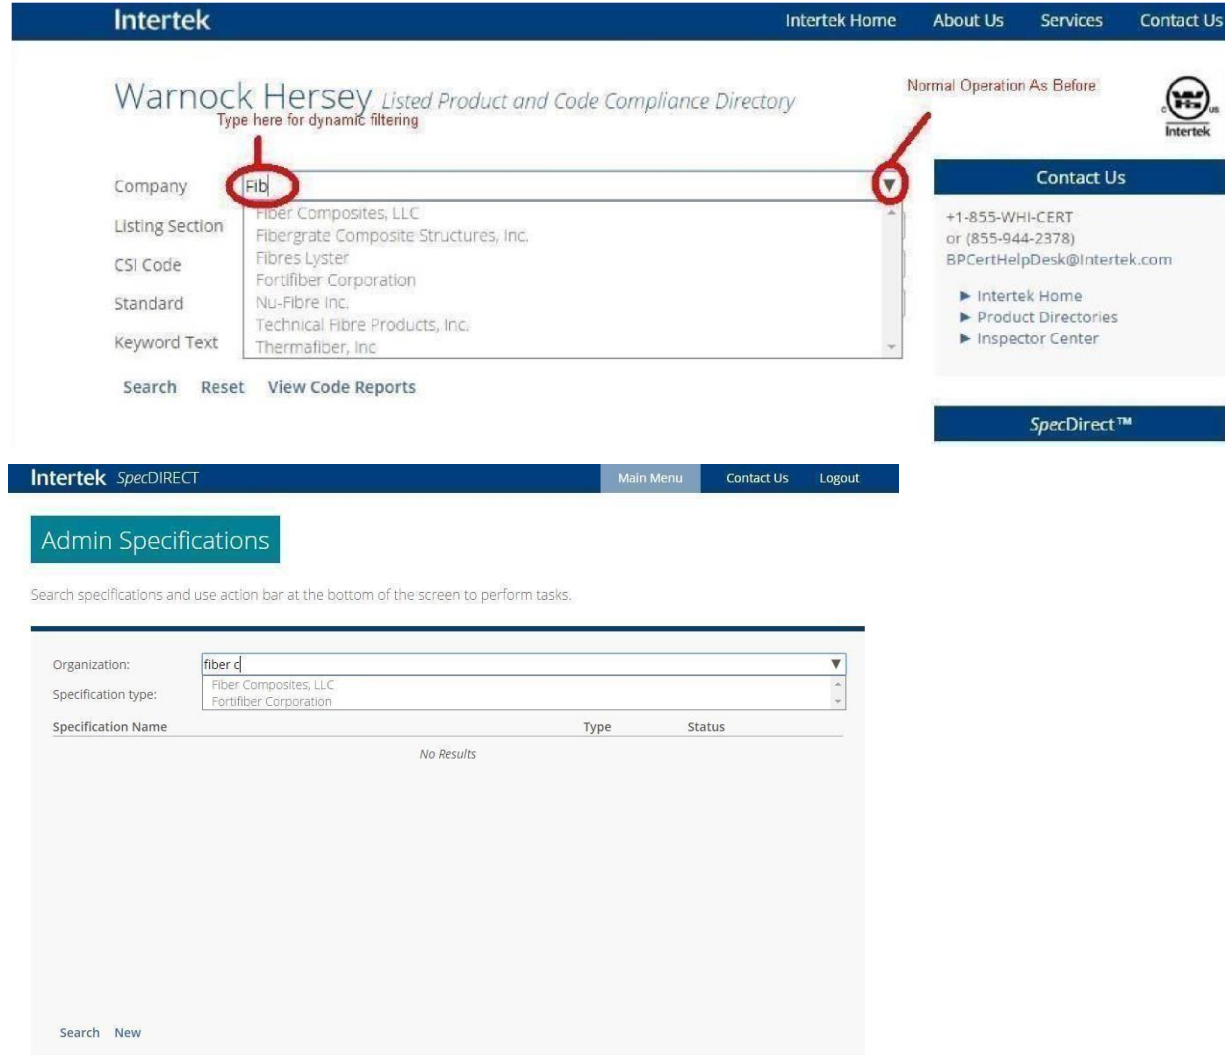 Intertek
Intertek Home About Us Services Contact Us
Warnock Hersey Listed Product and Code Compliance Directory
Normal Operation As Before
Type here for dynamic filtering
C US
Intertek
Company Fib
Listing Section
CSI Code
Standard
Keyword Text
Fiber Composites, LLC
Fibergrate Composite Structures, Inc.
Fibres Lyster
Fortifiber Corporation
Nu-Fibre Inc.
Technical Fibre Products, Inc.
Thermafiber, Inc
Search Reset View Code Reports
Contact Us
+1-855-WHI-CERT
or (855-944-2378)
BPCertHelpDesk@Intertek.com
► Intertek Home
► Product Directories
► Inspector Center
SpecDirect™
Intertek SpecDIRECT
Main Menu Contact Us Logout
Admin Specifications
Search specifications and use action bar at the bottom of the screen to perform tasks.
Organization: fiber c
Fiber Composites, LLC
Specification type:
Fortifiber Corporation
Specification Name Type Status
No Results
Search New